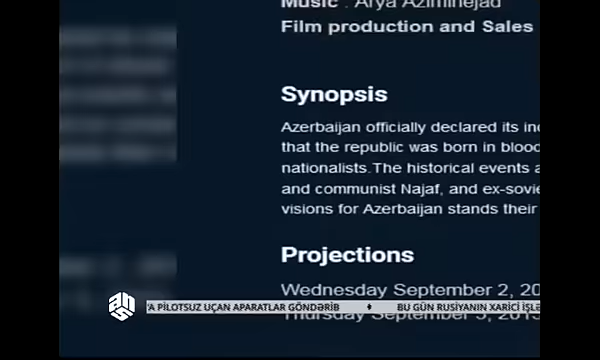 Music : Arya Aziminejad
Film production and Sales
Synopsis
Azerbaijan officially declared its in
that the republic was born in blood
nationalists.The historical events a
and communist Najaf, and ex-sovie
visions for Azerbaijan stands their
Projections
Wednesday September 2, 20
Thursday September 3, 2015
ans
'A PİLOTSUZ UÇAN APARATLAR GÖNDƏRİB ♦ BU GÜN RUSİYANIN XARİCİ İŞLƏ